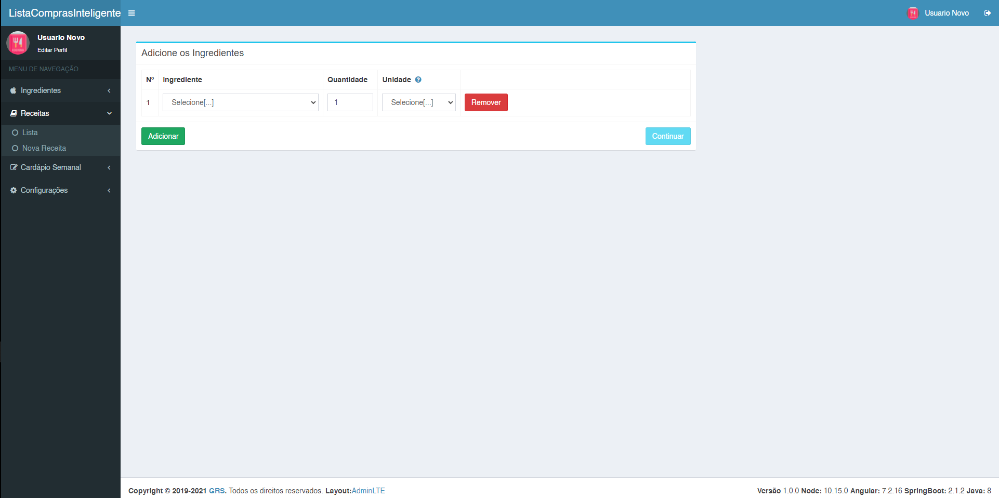 ListaComprasInteligente
Usuario Novo
Usuario Novo
Editar Perfil
MENU DE NAVEGAÇÃO
Ingredientes
Receitas
Lista
Nova Receita
Cardápio Semanal
Configurações
Adicione os Ingredientes
Nº Ingrediente Quantidade Unidade
1 Selecione[...] 1 Selecione[...] Remover
Adicionar Continuar
Copyright © 2019-2021 GRS. Todos os direitos reservados. Layout:AdminLTE
Versão 1.0.0 Node: 10.15.0 Angular: 7.2.16 SpringBoot: 2.1.2 Java: 8